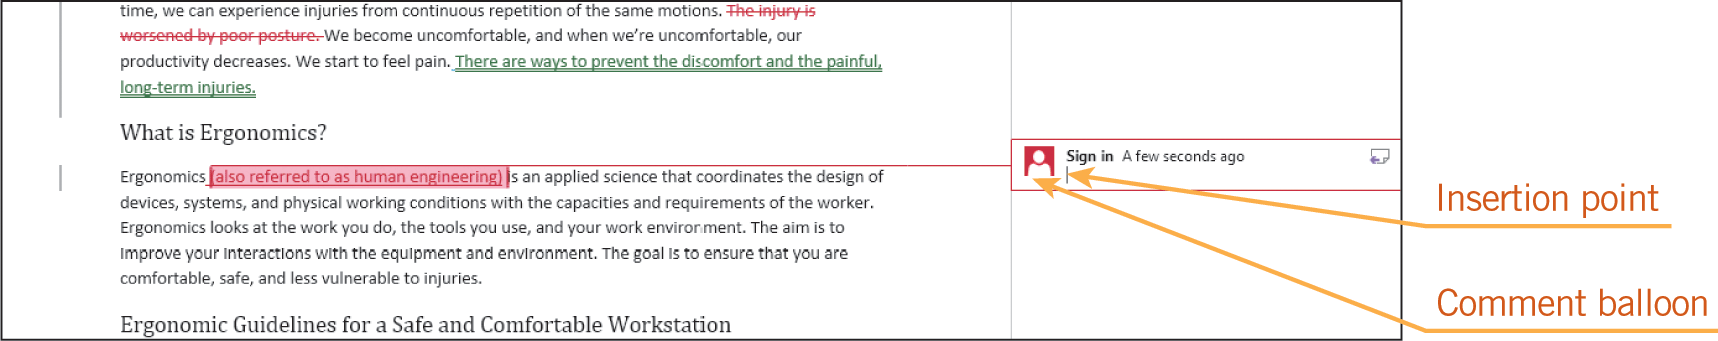 time, we can experience injuries from continuous repetition of the same motions. The injury is
worsened by poor posture. We become uncomfortable, and when we're uncomfortable, our
productivity decreases. We start to feel pain. There are ways to prevent the discomfort and the painful,
long-term injuries.
What is Ergonomics?
Ergonomics (also referred to as human engineering) is an applied science that coordinates the design of
devices, systems, and physical working conditions with the capacities and requirements of the worker.
Ergonomics looks at the work you do, the tools you use, and your work environment. The aim is to
improve your interactions with the equipment and environment. The goal is to ensure that you are
comfortable, safe, and less vulnerable to injuries.
Ergonomic Guidelines for a Safe and Comfortable Workstation
Sign in A few seconds ago
Insertion point
Comment balloon